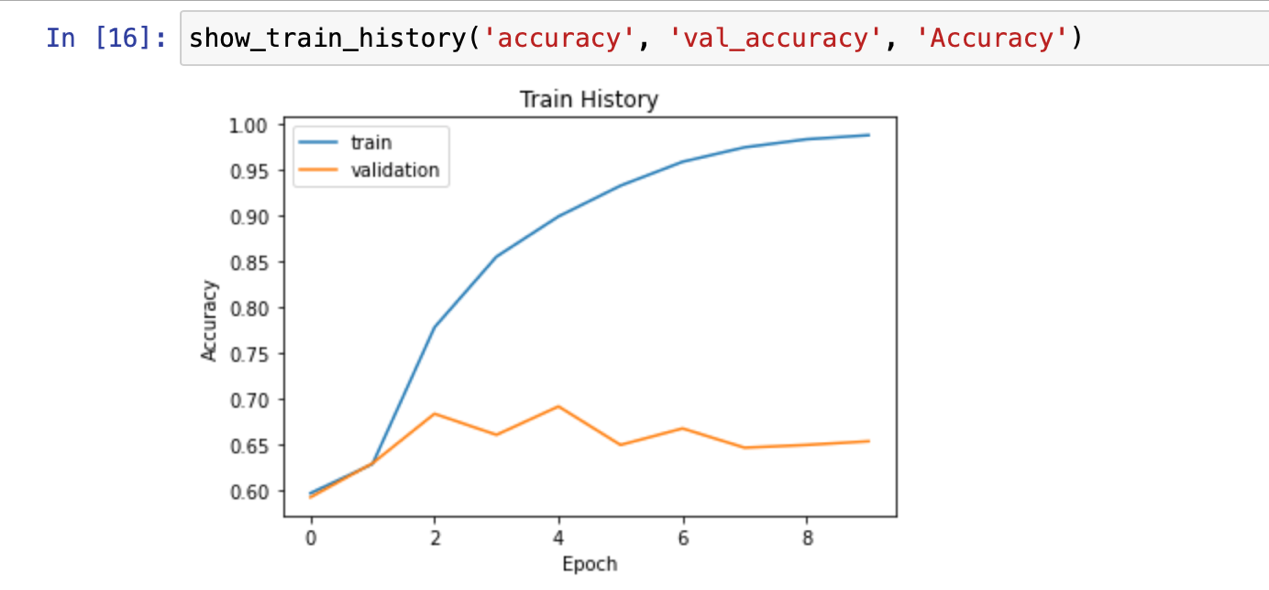 In [16]: show_train_history('accuracy', 'val_accuracy', 'Accuracy')
Train History
train
validation
Accuracy
1.00
0.95
0.90
0.85
0.80
0.75
0.70
0.65
0.60
0 2 4 6 8
Epoch